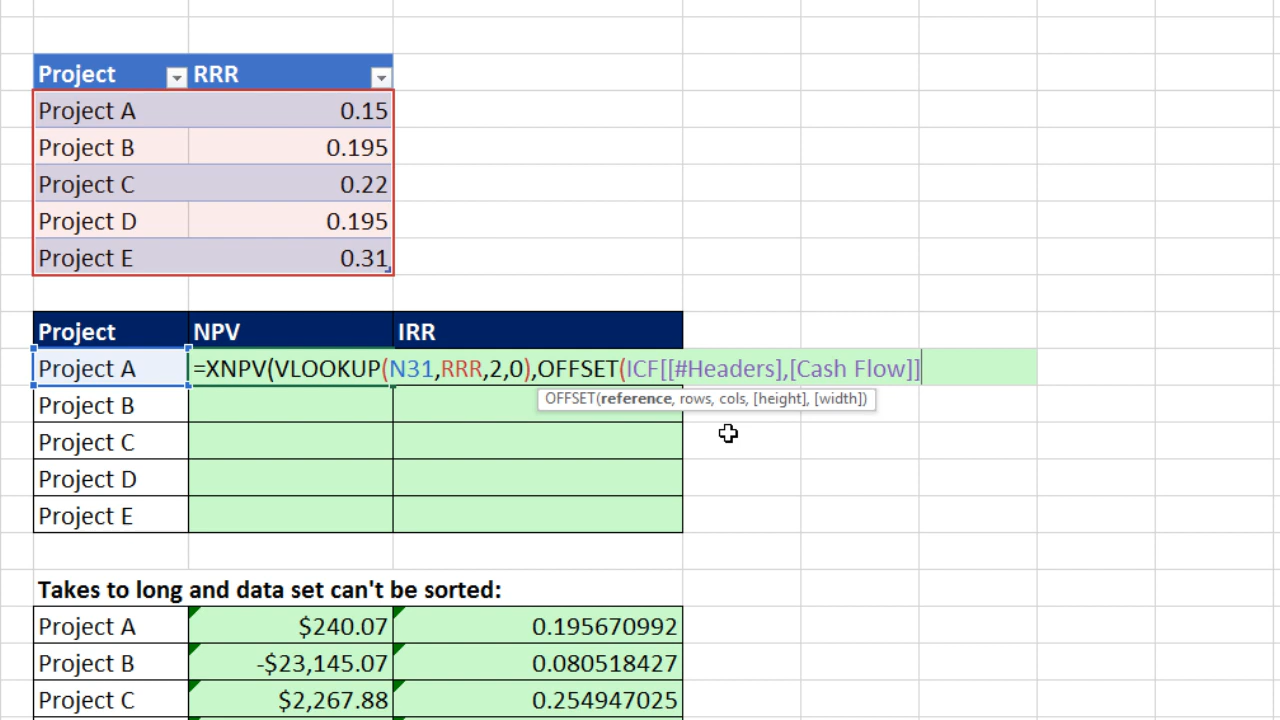 Project RRR
Project A 0.15
Project B 0.195
Project C 0.22
Project D 0.195
Project E 0.31
Project NPV IRR
Project A =XNPV(VLOOKUP(N31,RRR,2,0),OFFSET(ICF[[#Headers],[Cash Flow]]
OFFSET(reference, rows, cols, [height], [width])
Project B
Project C
Project D
Project E
Takes to long and data set can't be sorted:
Project A $240.07 0.195670992
Project B -$23,145.07 0.080518427
Project C $2,267.88 0.254947025